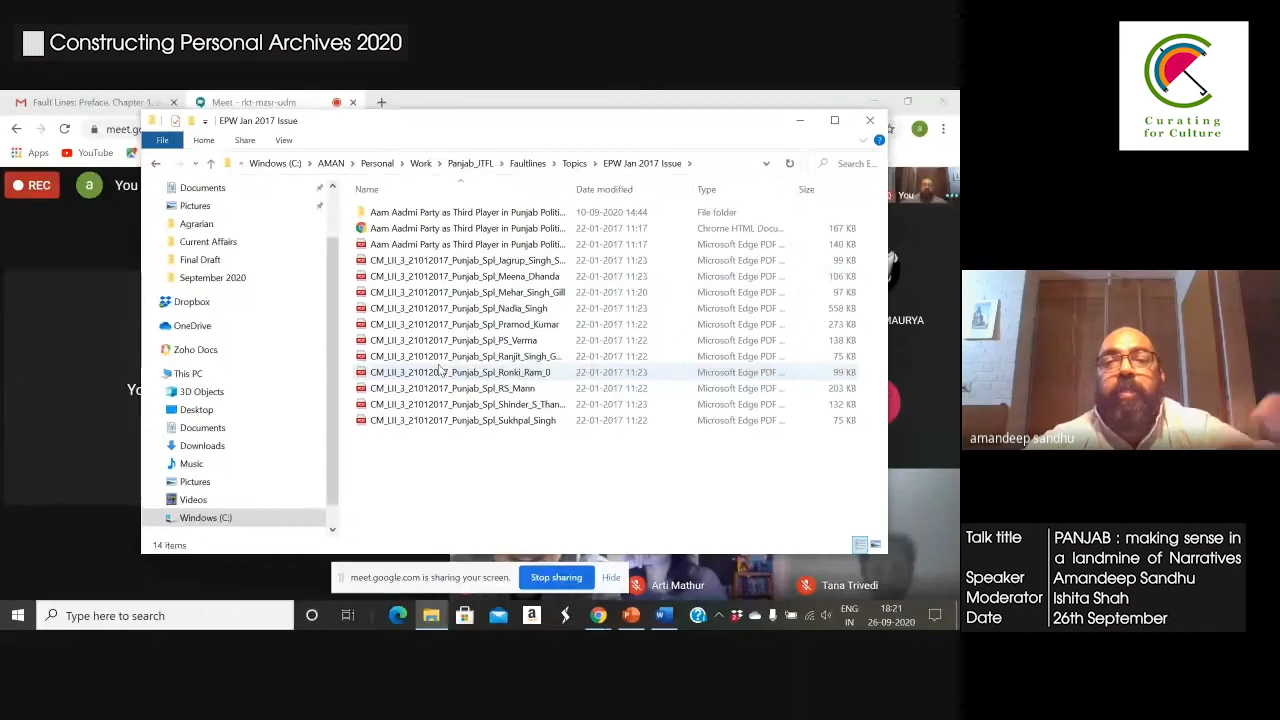 Constructing Personal Archives 2020
Curating
for Culture
Fault Lines: Preface, Chapter 1,
Meet - rkt-mzsr-udm
meet.g
EPW Jan 2017 Issue
File Home Share View
« Windows (C:) › AMAN › Personal › Work › Panjab_JTFL › Faultlines › Topics › EPW Jan 2017 Issue ›
Search E...
Apps
YouTube
REC
a
You
You
Documents
Pictures
Agrarian
Current Affairs
Final Draft
September 2020
Dropbox
OneDrive
Zoho Docs
This PC
3D Objects
Desktop
Documents
Downloads
Music
Pictures
Videos
Windows (C:)
14 items
Name Date modified Type Size
Aam Aadmi Party as Third Player in Punjab Politi... 10-09-2020 14:44 File folder
Aam Aadmi Party as Third Player in Punjab Politi... 22-01-2017 11:17 Chrome HTML Docu... 167 KB
Aam Aadmi Party as Third Player in Punjab Politi... 22-01-2017 11:17 Microsoft Edge PDF ... 140 KB
CM_LII_3_21012017_Punjab_Spl_Jagrup_Singh_S... 22-01-2017 11:23 Microsoft Edge PDF ... 99 KB
CM_LII_3_21012017_Punjab_Spl_Meena_Dhanda 22-01-2017 11:23 Microsoft Edge PDF ... 106 KB
CM_LII_3_21012017_Punjab_Spl_Mehar_Singh_Gill 22-01-2017 11:20 Microsoft Edge PDF ... 97 KB
CM_LII_3_21012017_Punjab_Spl_Nadia_Singh 22-01-2017 11:23 Microsoft Edge PDF ... 558 KB
CM_LII_3_21012017_Punjab_Spl_Pramod_Kumar 22-01-2017 11:22 Microsoft Edge PDF ... 273 KB
CM_LII_3_21012017_Punjab_Spl_PS_Verma 22-01-2017 11:22 Microsoft Edge PDF ... 138 KB
CM_LII_3_21012017_Punjab_Spl_Ranjit_Singh_G... 22-01-2017 11:22 Microsoft Edge PDF ... 75 KB
CM_LII_3_21012017_Punjab_Spl_Ronki_Ram_0 22-01-2017 11:23 Microsoft Edge PDF ... 99 KB
CM_LII_3_21012017_Punjab_Spl_RS_Mann 22-01-2017 11:22 Microsoft Edge PDF ... 203 KB
CM_LII_3_21012017_Punjab_Spl_Shinder_S_Than... 22-01-2017 11:23 Microsoft Edge PDF ... 132 KB
CM_LII_3_21012017_Punjab_Spl_Sukhpal_Singh 22-01-2017 11:22 Microsoft Edge PDF ... 75 KB
You
MAURYA
meet.google.com is sharing your screen. Stop sharing Hide
Arti Mathur
Tana Trivedi
Type here to search
ENG
IN
18:21
26-09-2020
amandeep sandhu
Talk title PANJAB : making sense in
a landmine of Narratives
Speaker Amandeep Sandhu
Moderator Ishita Shah
Date 26th September